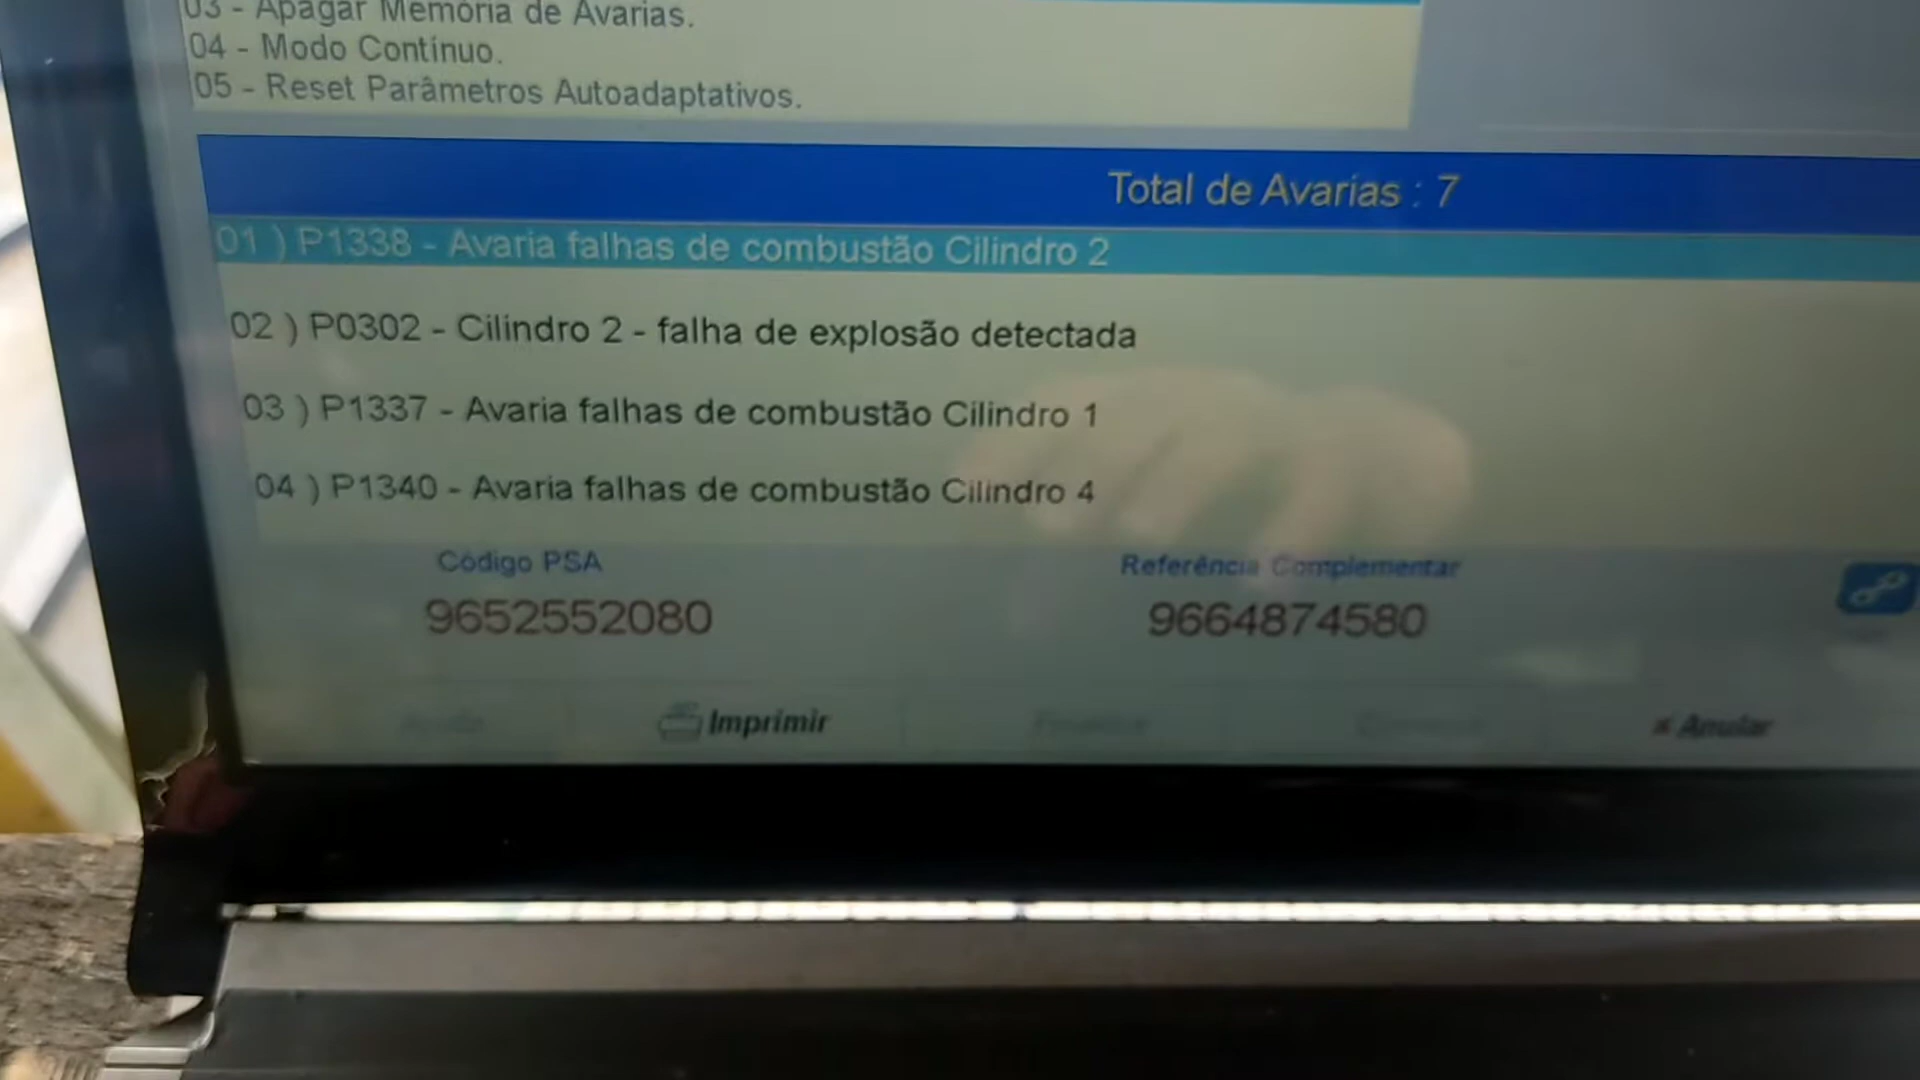 03 - Apagar Memória de Avarias.
04 - Modo Contínuo.
05 - Reset Parâmetros Autoadaptativos.
Total de Avarias : 7
01 ) P1338 - Avaria falhas de combustão Cilindro 2
02 ) P0302 - Cilindro 2 - falha de explosão detectada
03 ) P1337 - Avaria falhas de combustão Cilindro 1
04 ) P1340 - Avaria falhas de combustão Cilindro 4
Código PSA
Referência Complementar
9652552080
9664874580
Imprimir
Anular